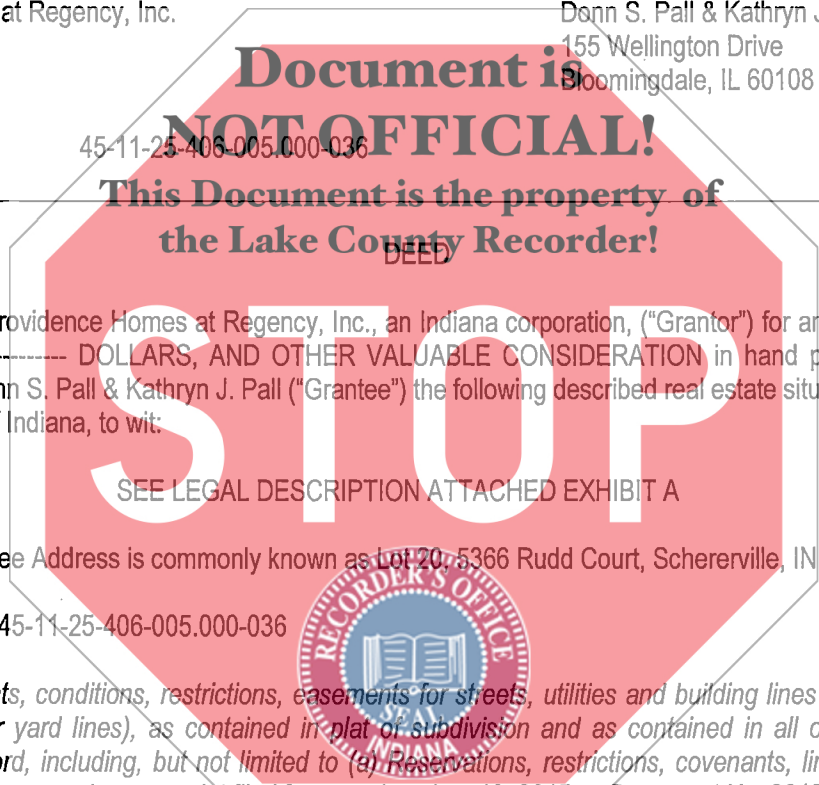 at Regency, Inc.
Donn S. Pall & Kathryn J
155 Wellington Drive
Bloomingdale, IL 60108
Document is
NOT OFFICIAL!
This Document is the property of
the Lake County Recorder!
45-11-25-406-005.000-036
DEED
STOP
rovidence Homes at Regency, Inc., an Indiana corporation, ("Grantor") for an
--------- DOLLARS, AND OTHER VALUABLE CONSIDERATION in hand p
nn S. Pall & Kathryn J. Pall ("Grantee") the following described real estate situ
Indiana, to wit:
SEE LEGAL DESCRIPTION ATTACHED EXHIBIT A
ee Address is commonly known as Lot 20, 5366 Rudd Court, Schererville, IN
45-11-25-406-005.000-036
RECORDER'S OFFICE
SEAL
INDIANA
ts, conditions, restrictions, easements for streets, utilities and building lines
r yard lines), as contained in plat of subdivision and as contained in all o
ord, including, but not limited to (a) Reservations, restrictions, covenants, lim